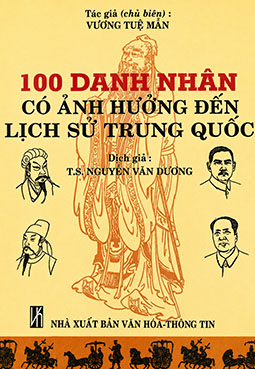 Tác giả (chủ biên) :
VƯƠNG TUỆ MẪN
100 DANH NHÂN
CÓ ẢNH HƯỞNG ĐẾN
LỊCH SỬ TRUNG QUỐC
Dịch giả :
T.S. NGUYỄN VĂN DƯƠNG
NHÀ XUẤT BẢN VĂN HÓA-THÔNG TIN